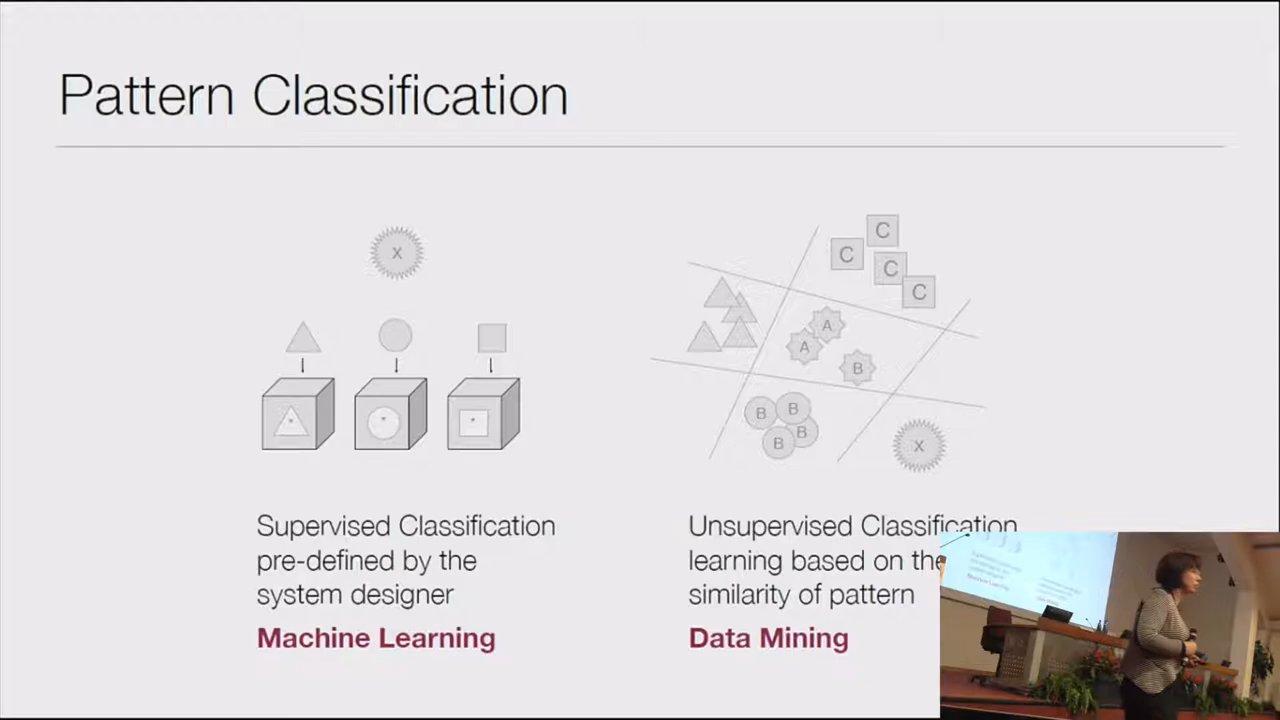 Pattern Classification
X
C
C
C
C
A
A
B
B
B
B
B
X
Supervised Classification
pre-defined by the
system designer
Machine Learning
Unsupervised Classification
learning based on the
similarity of pattern
Data Mining